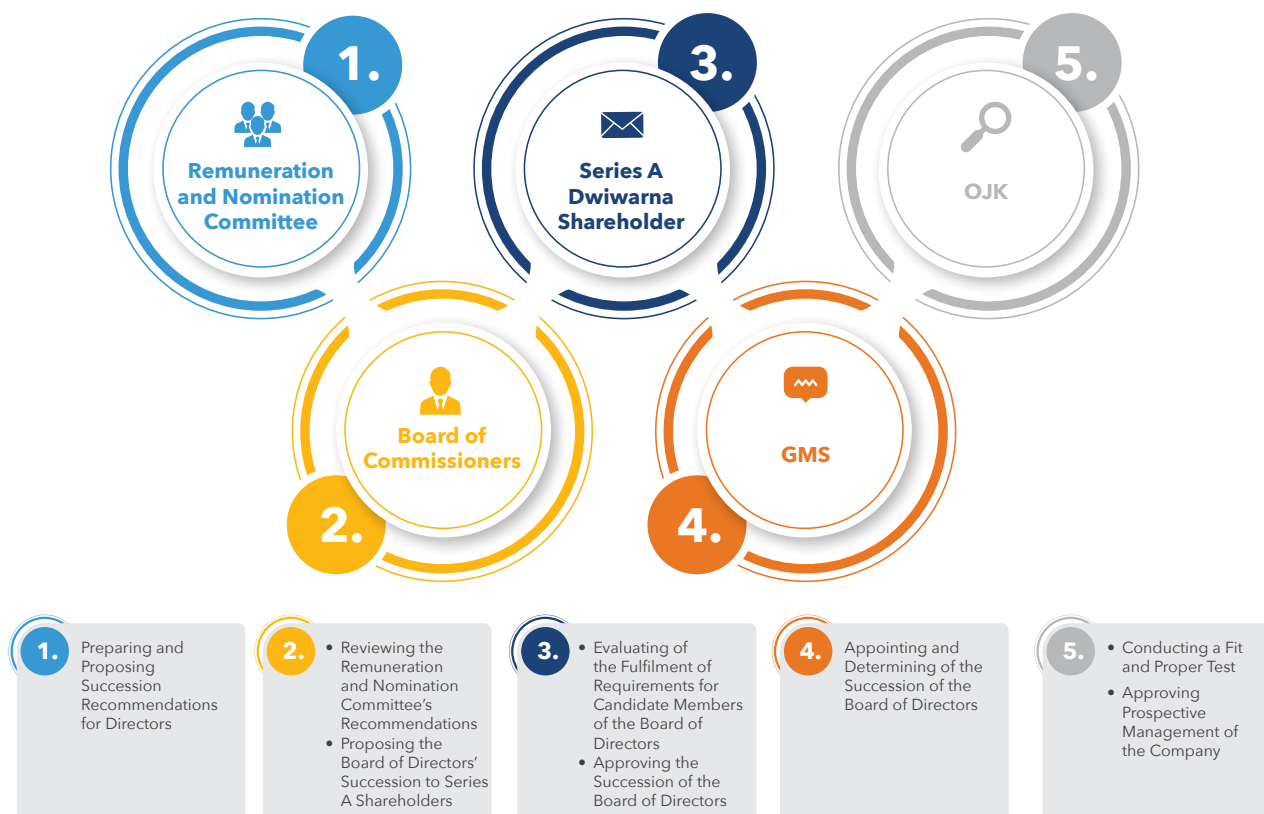 1.
Remuneration
and Nomination
Committee
3.
Series A
Dwiwarna
Shareholder
5.
OJK
Board of
Commissioners
2.
GMS
4.
1.
Preparing and
Proposing
Succession
Recommendations
for Directors
2.
• Reviewing the
Remuneration
and Nomination
Committee's
Recommendations
• Proposing the
Board of Directors'
Succession to Series
A Shareholders
3.
• Evaluating of
the Fulfilment of
Requirements for
Candidate Members
of the Board of
Directors
• Approving the
Succession of the
Board of Directors
4.
Appointing and
Determining of the
Succession of the
Board of Directors
5.
• Conducting a Fit
and Proper Test
• Approving
Prospective
Management of
the Company